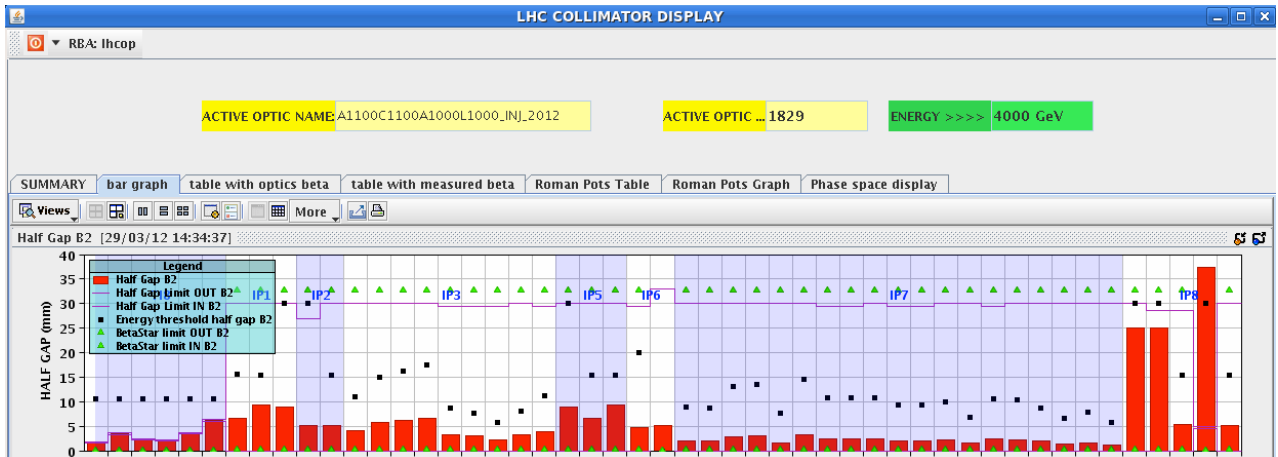 LHC COLLIMATOR DISPLAY
RBA: lhcop
ACTIVE OPTIC NAME: A1100C1100A1000L1000_INJ_2012
ACTIVE OPTIC ... 1829
ENERGY >>>> 4000 GeV
SUMMARY bar graph table with optics beta table with measured beta Roman Pots Table Roman Pots Graph Phase space display
Views More
Half Gap B2 [29/03/12 14:34:37]
Legend
Half Gap B2
Half Gap Limit OUT B2
Half Gap Limit IN B2
Energy threshold half gap B2
BetaStar limit OUT B2
BetaStar limit IN B2
IP1 IP2 IP3 IP5 IP6 IP7 IP8
HALF GAP (mm)
40
35
30
25
20
15
10
5
0